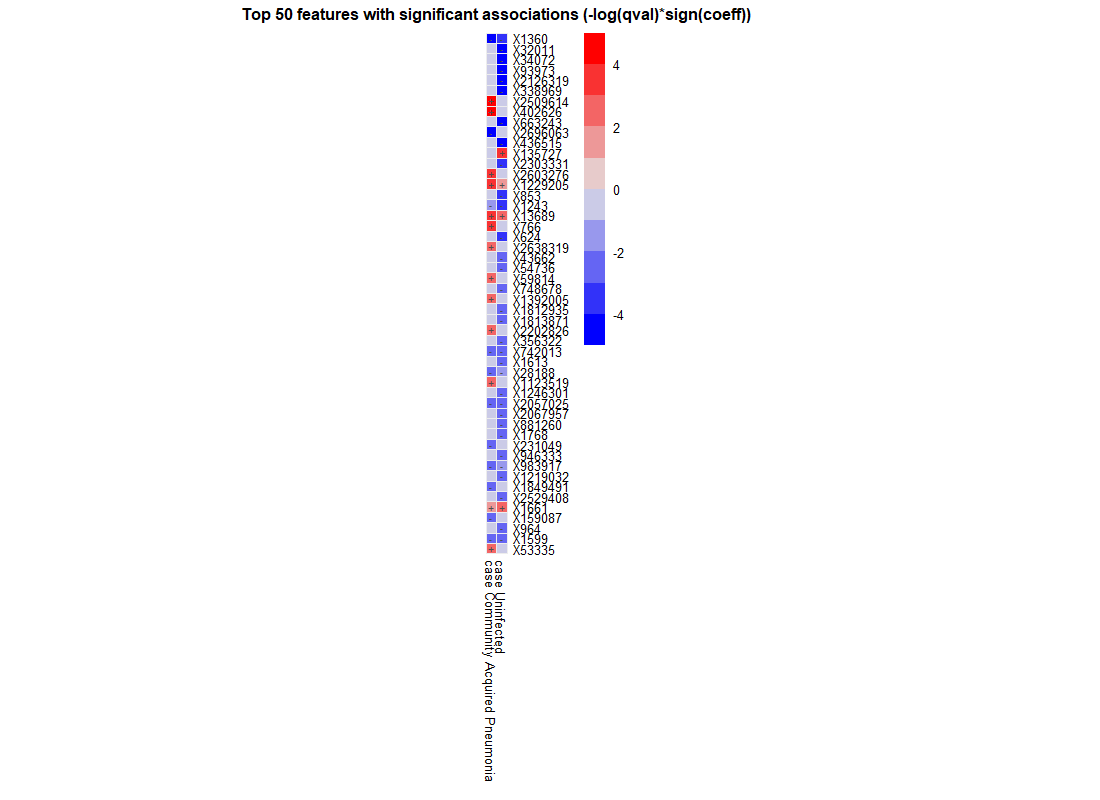 Top 50 features with significant associations (-log(qval)*sign(coeff))
X1360
X32011
X34072
X93973
X2126319
X338969
X2509614
X402626
X663243
X2696063
X436515
X135727
X2303331
X2603276
X1229205
X853
X1243
X13689
X766
X624
X2638319
X43662
X54736
X59814
X748678
X1392005
X1812935
X1813871
X2202826
X356322
X742013
X1613
X28188
X1123519
X1246301
X2057025
X2067957
X881260
X1768
X231049
X946333
X983917
X1219032
X1849491
X2529408
X1661
X159087
X964
X1599
X53335
4
2
0
-2
-4
case Uninfected
case Community Acquired Pneumonia